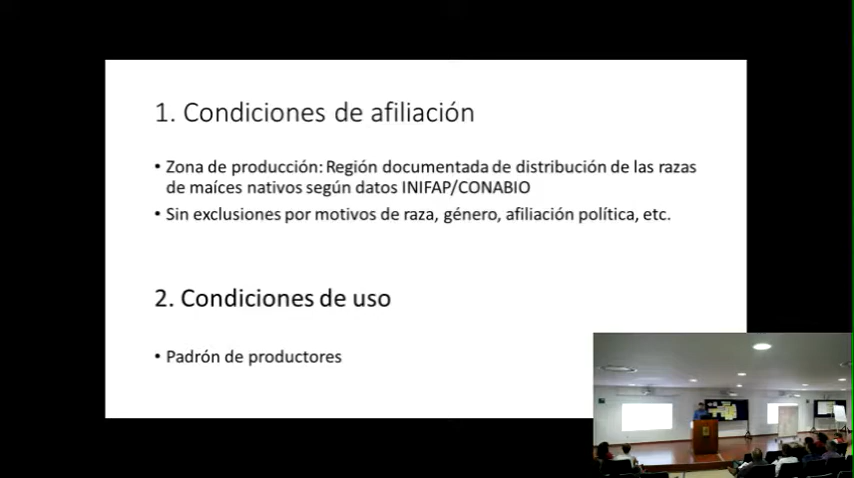 1. Condiciones de afiliación
• Zona de producción: Región documentada de distribución de las razas
de maíces nativos según datos INIFAP/CONABIO
• Sin exclusiones por motivos de raza, género, afiliación política, etc.
2. Condiciones de uso
• Padrón de productores